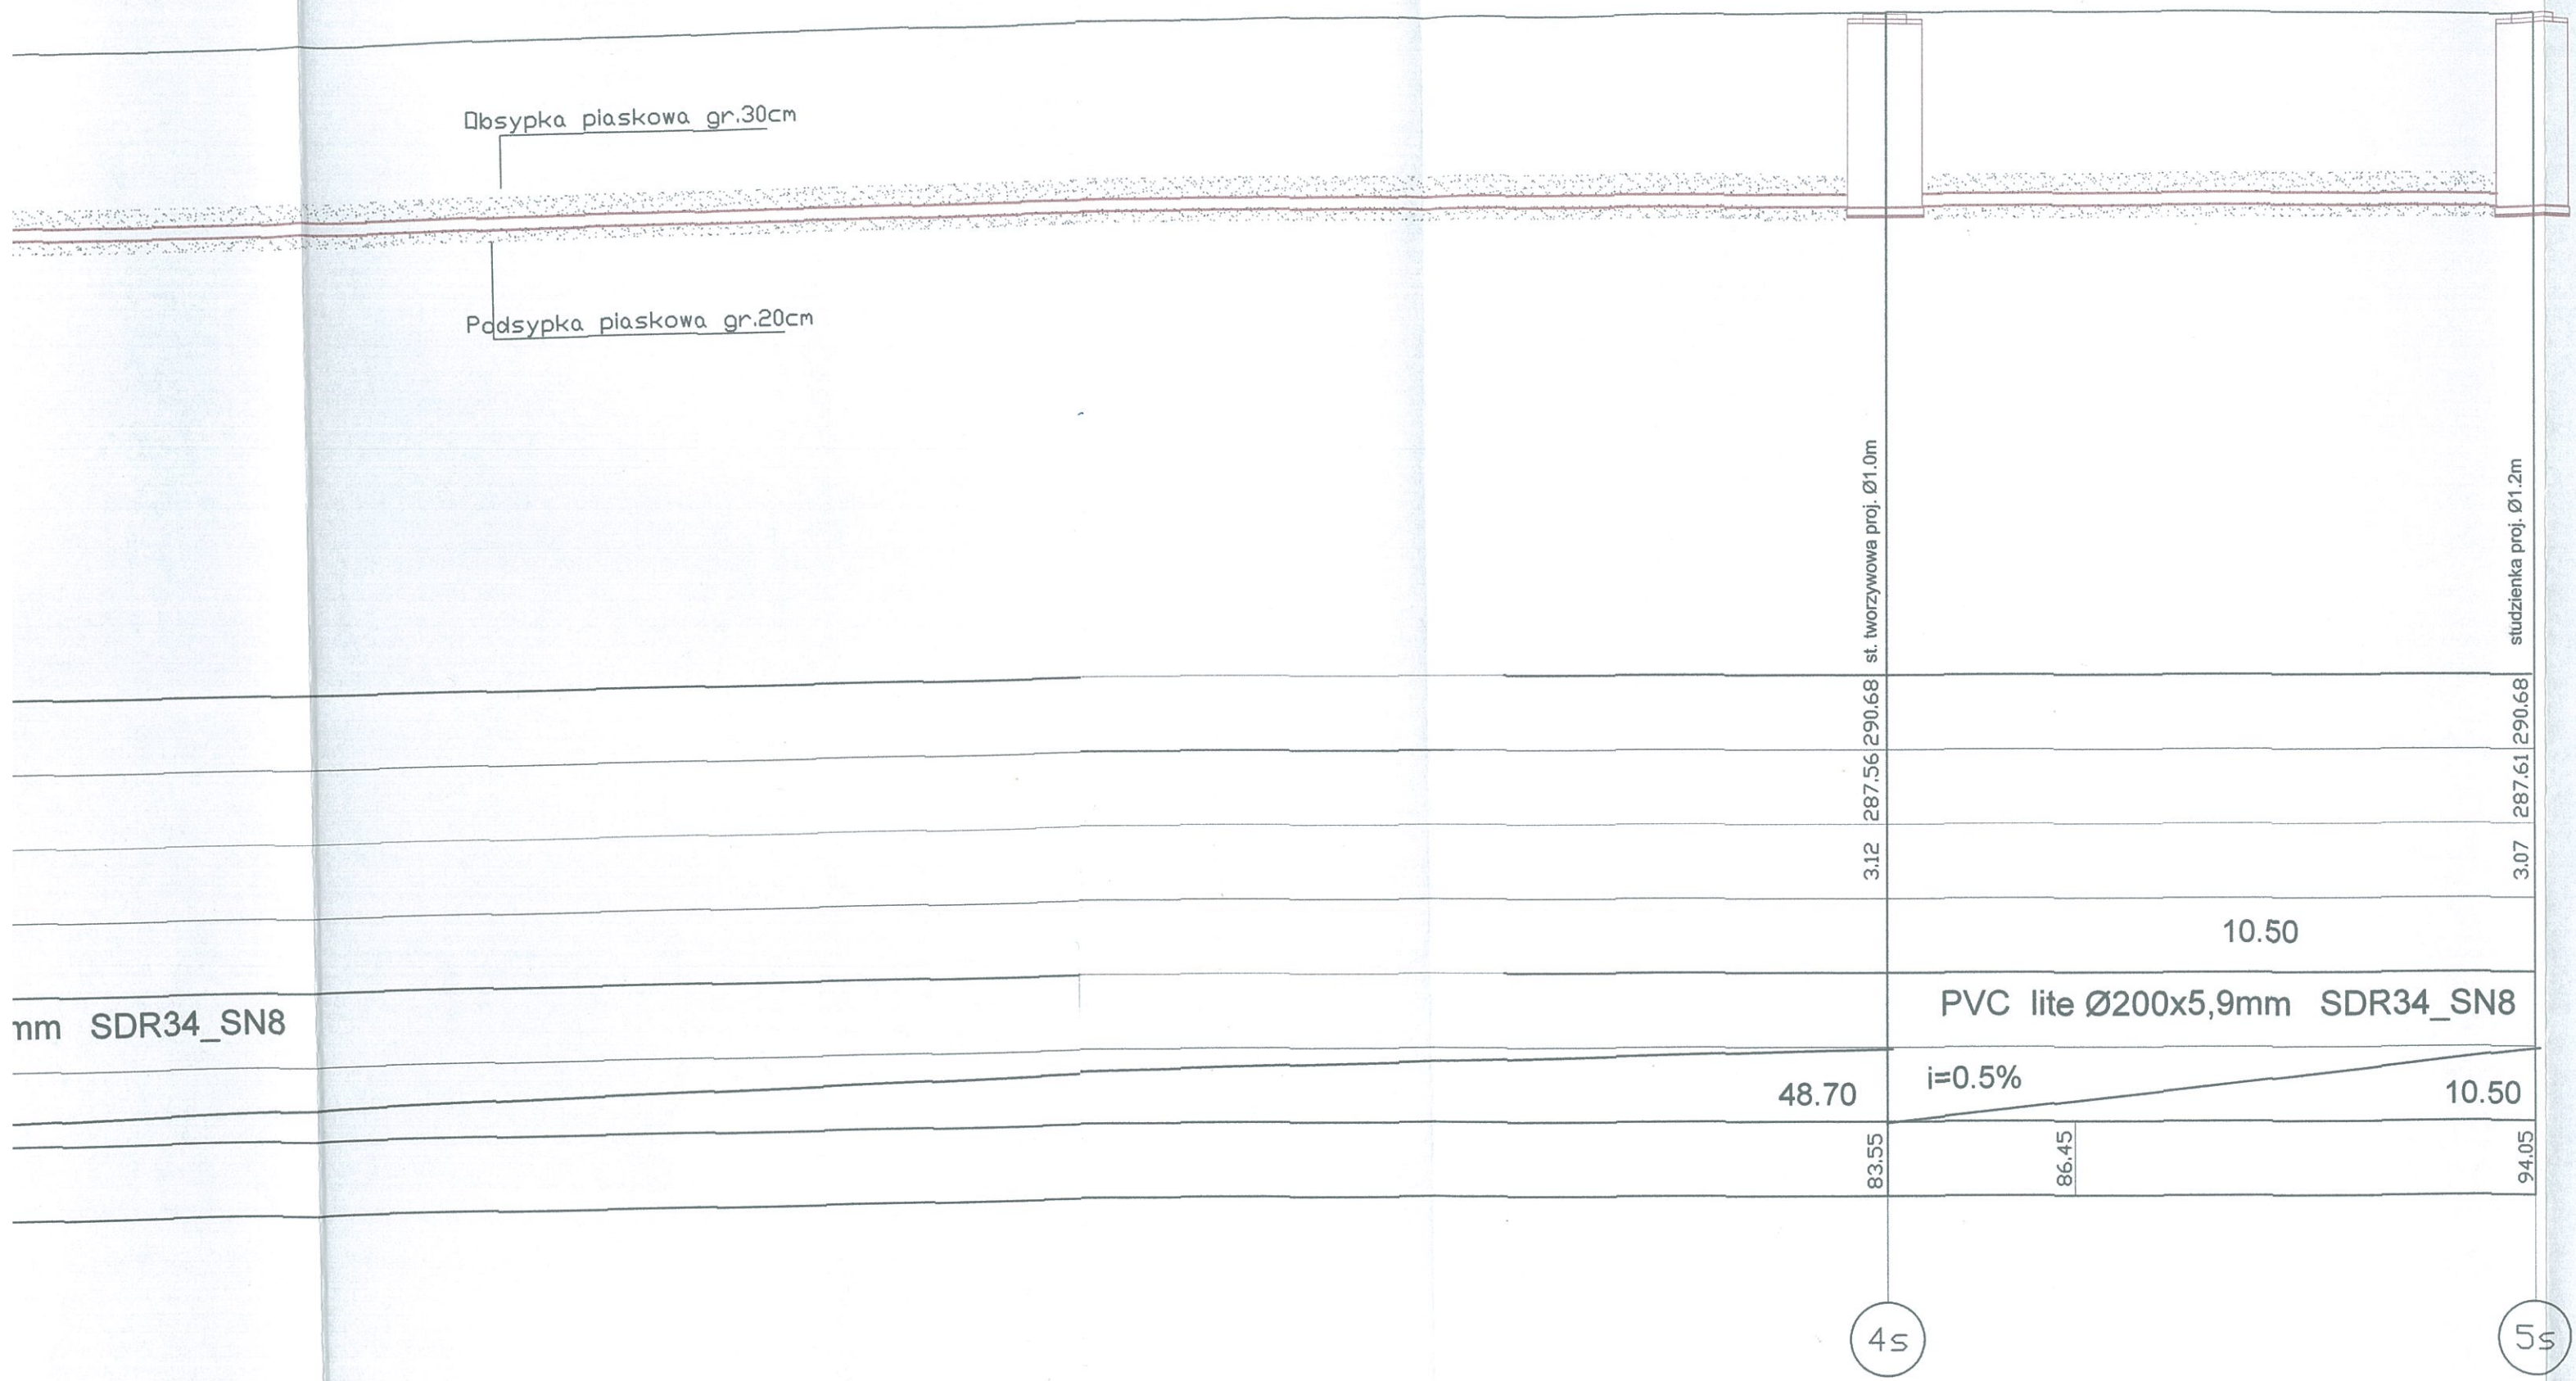 Obsypka piaskowa gr.30cm
Podsypka piaskowa gr.20cm
st. tworzywowa proj. Ø1.0m
studzienka proj. Ø1.2m
290.68
290.68
287.56
287.61
3.12
3.07
10.50
mm SDR34_SN8
PVC lite Ø200x5,9mm SDR34_SN8
48.70
i=0.5%
10.50
83.55
86.45
94.05
4s
5s